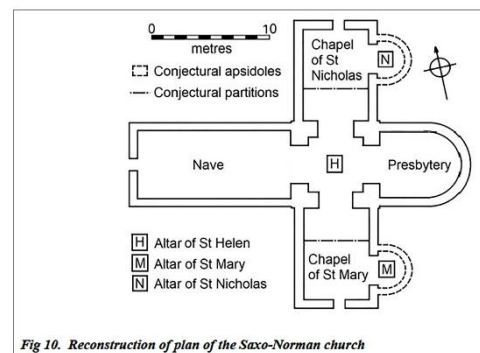 0 10
metres
Conjectural apsidoles
Conjectural partitions
Chapel
of St
Nicholas
N
Nave
H
Presbytery
H Altar of St Helen
M Altar of St Mary
N Altar of St Nicholas
Chapel
of St Mary
M
Fig 10. Reconstruction of plan of the Saxo-Norman church